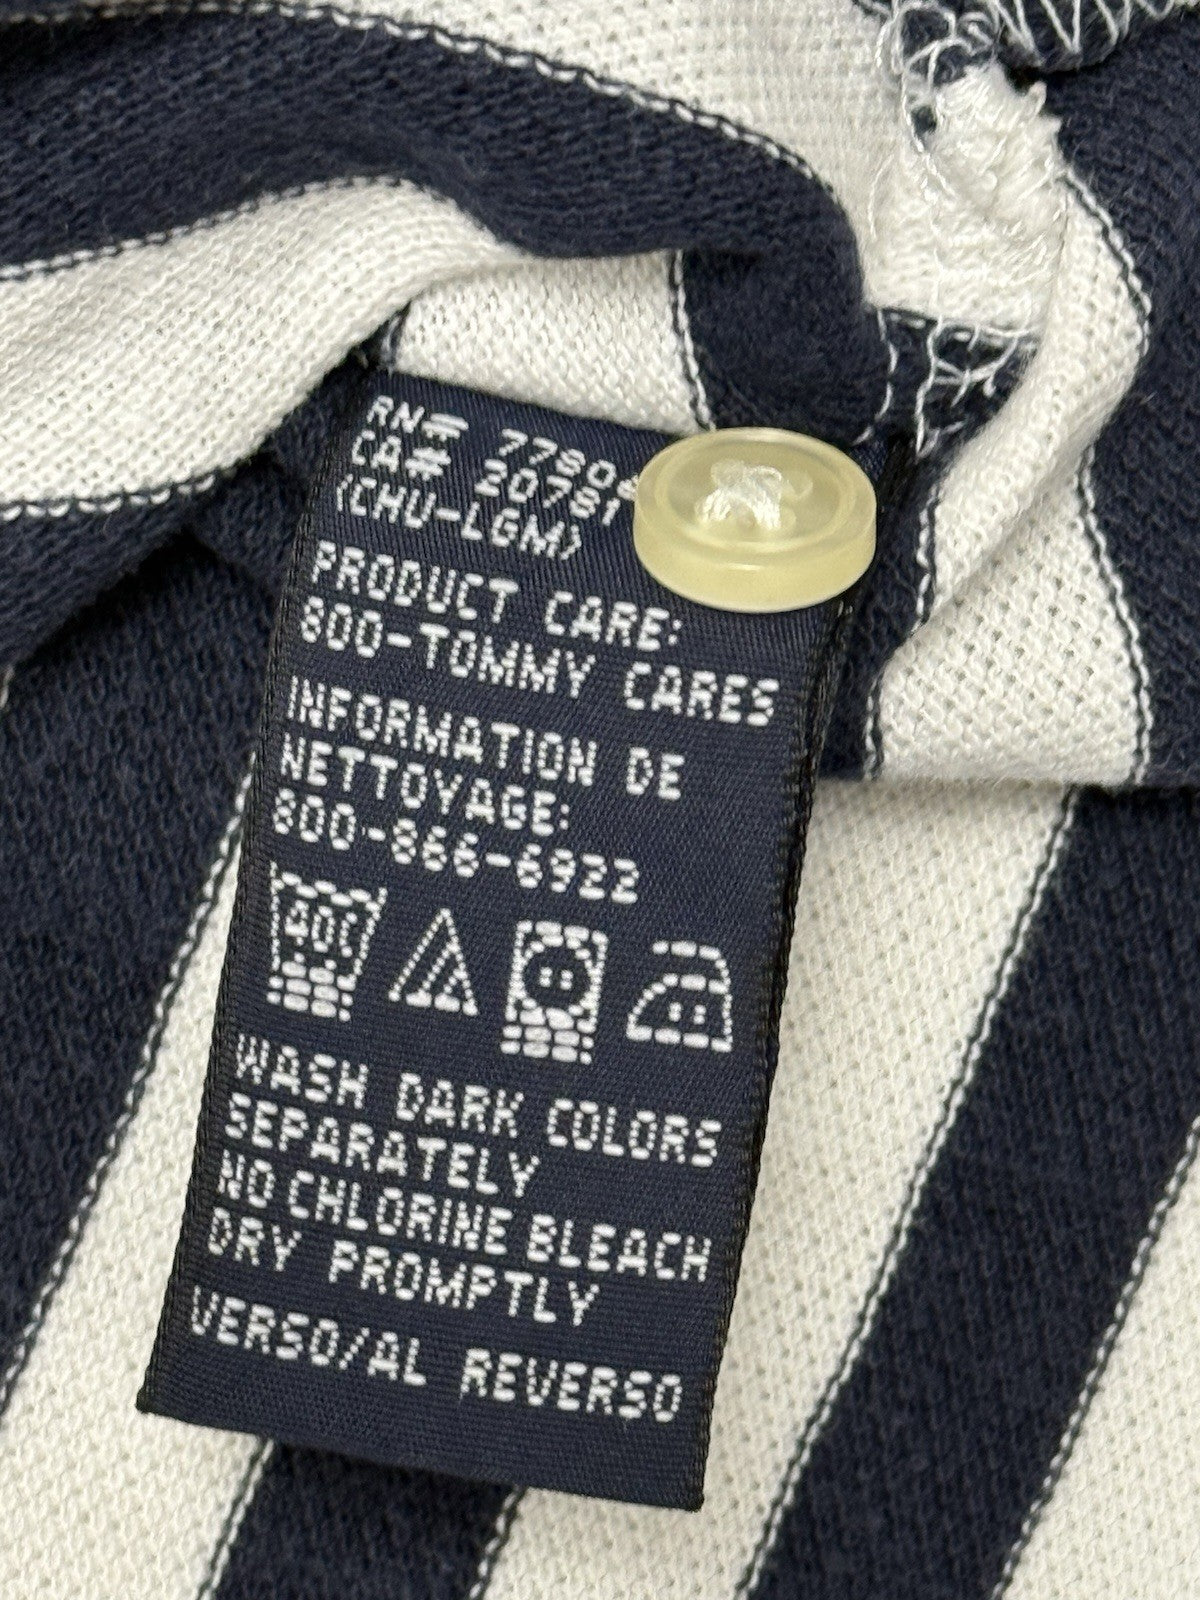 RN# 7780
CA# 20781
(CHU-LGM)
PRODUCT CARE:
800-TOMMY CARES
INFORMATION DE
NETTOYAGE:
800-866-6922
40C
WASH DARK COLORS
SEPARATELY
NO CHLORINE BLEACH
DRY PROMPTLY
VERSO/AL REVERSO